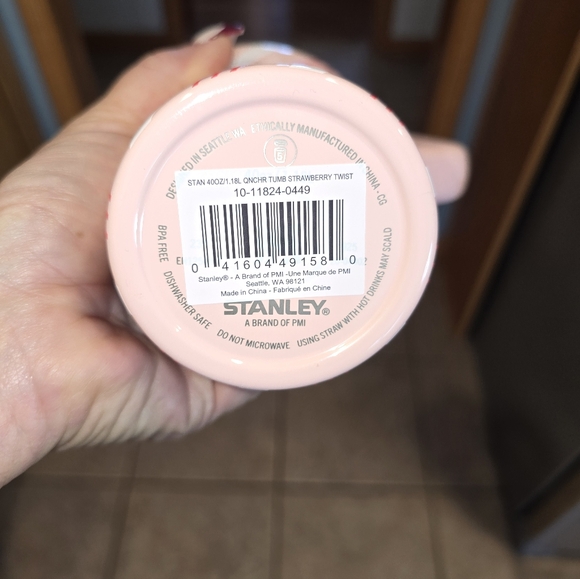 DESIGNED IN SEATTLE, WA ETHICALLY MANUFACTURED IN CHINA - CG
STAN 40OZ/1.18L QNCHR TUMB STRAWBERRY TWIST
10-11824-0449
0 41604 49158 0
Stanley® - A Brand of PMI -Une Marque de PMI
Seattle, WA 98121
Made in China - Fabriqué en Chine
STANLEY®
A BRAND OF PMI
BPA FREE DISHWASHER SAFE DO NOT MICROWAVE USING STRAW WITH HOT DRINKS MAY SCALD